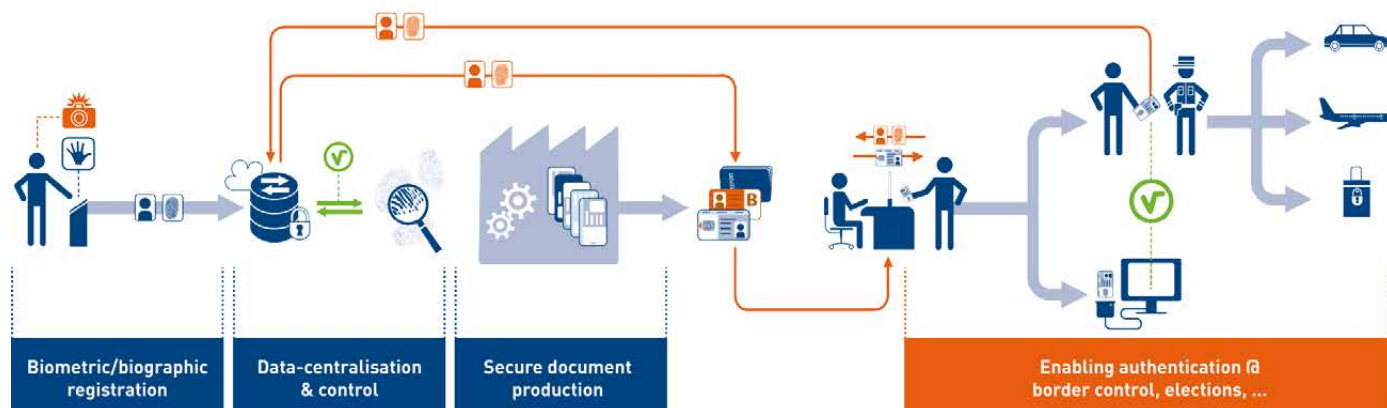 B
Biometric/biographic
registration
Data-centralisation
& control
Secure document
production
Enabling authentication @
border control, elections, ...